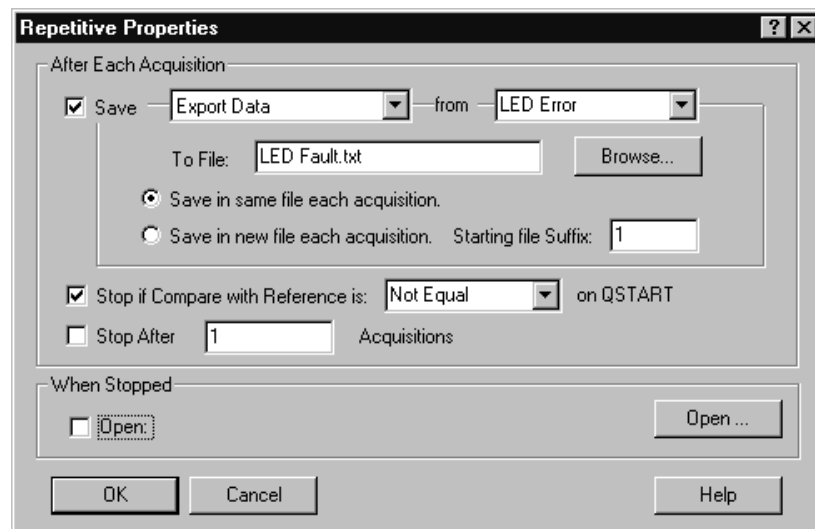 Repetitive Properties ? X
After Each Acquisition
Save Export Data from LED Error
To File: LED Fault.txt Browse...
Save in same file each acquisition.
Save in new file each acquisition. Starting file Suffix: 1
Stop if Compare with Reference is: Not Equal on QSTART
Stop After 1 Acquisitions
When Stopped
Open: Open ...
OK Cancel Help